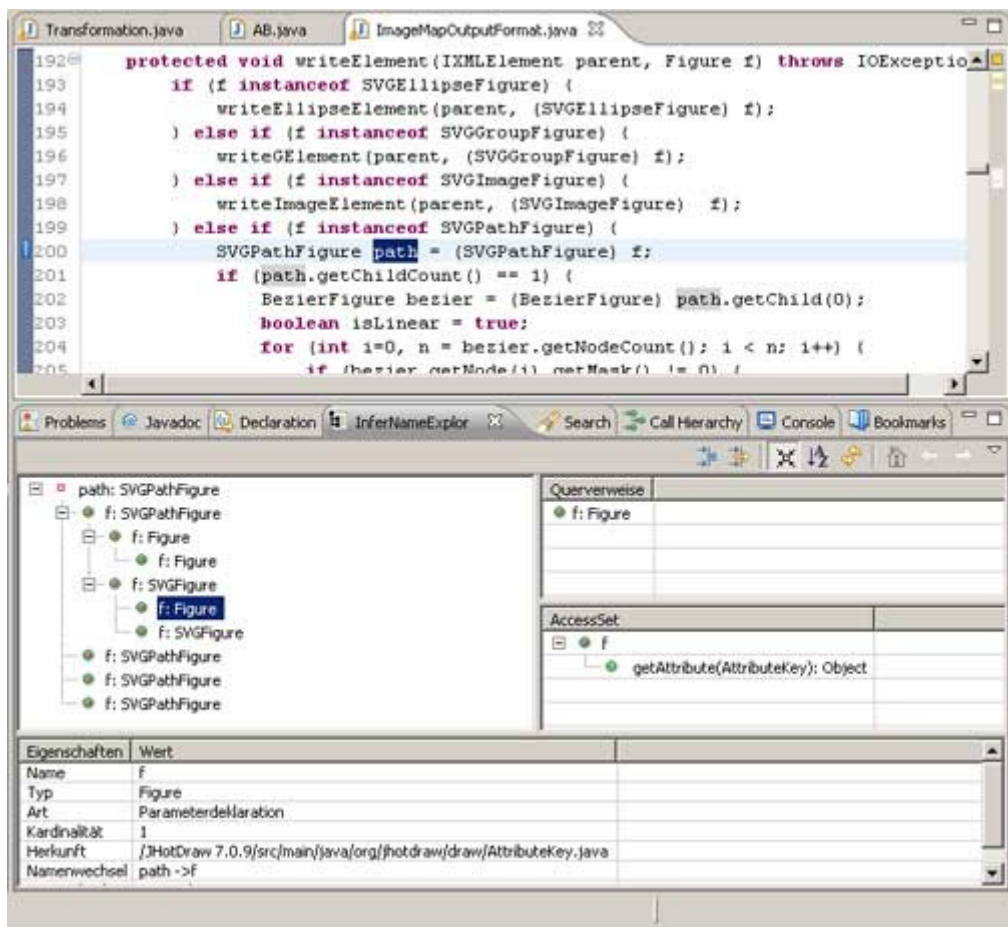 Transformation.java AB.java ImageMapOutputFormat.java
192 protected void writeElement(IXMLElement parent, Figure f) throws IOExceptio
193 if (f instanceof SVGEllipseFigure) {
194 writeEllipseElement(parent, (SVGEllipseFigure) f);
195 } else if (f instanceof SVGGroupFigure) {
196 writeGElement(parent, (SVGGroupFigure) f);
197 } else if (f instanceof SVGImageFigure) {
198 writeImageElement(parent, (SVGImageFigure) f);
199 } else if (f instanceof SVGPathFigure) {
200 SVGPathFigure path = (SVGPathFigure) f;
201 if (path.getChildCount() == 1) {
202 BezierFigure bezier = (BezierFigure) path.getChild(0);
203 boolean isLinear = true;
204 for (int i=0, n = bezier.getNodeCount(); i < n; i++) {
205 if (bezier.getNode(i).getMask() != 0) {
Problems Javadoc Declaration InferNameExplor Search Call Hierarchy Console Bookmarks
path: SVGPathFigure
f: SVGPathFigure
f: Figure
f: Figure
f: SVGFigure
f: Figure
f: SVGFigure
f: SVGPathFigure
f: SVGPathFigure
f: SVGPathFigure
Querverweise
f: Figure
AccessSet
f
getAttribute(AttributeKey): Object
Eigenschaften Wert
Name f
Typ Figure
Art Parameterdeklaration
Kardinalität 1
Herkunft /JHotDraw 7.0.9/src/main/java/org/jhotdraw/draw/AttributeKey.java
Namenwechsel path ->f